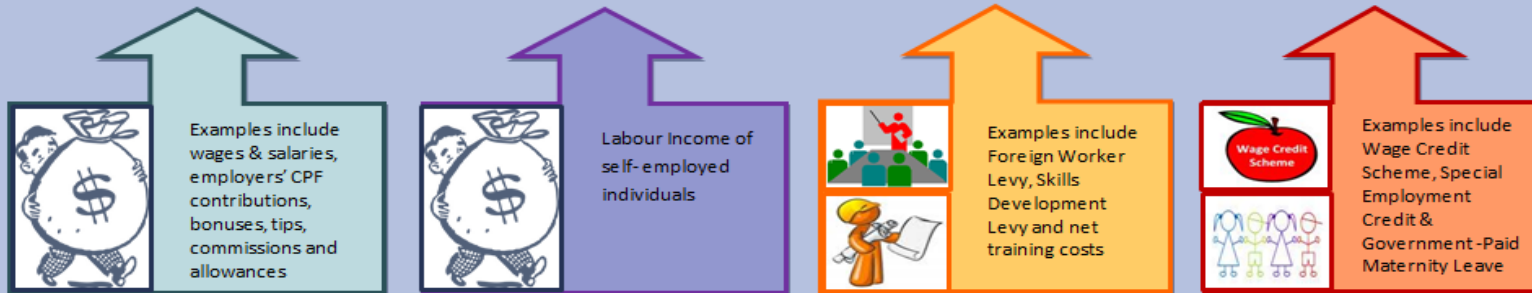 Examples include
wages & salaries,
employers' CPF
contributions,
bonuses, tips,
commissions and
allowances
$
Labour Income of
self-employed
individuals
$
Examples include
Foreign Worker
Levy, Skills
Development
Levy and net
training costs
Wage Credit
Scheme
Examples include
Wage Credit
Scheme, Special
Employment
Credit &
Government -Paid
Maternity Leave